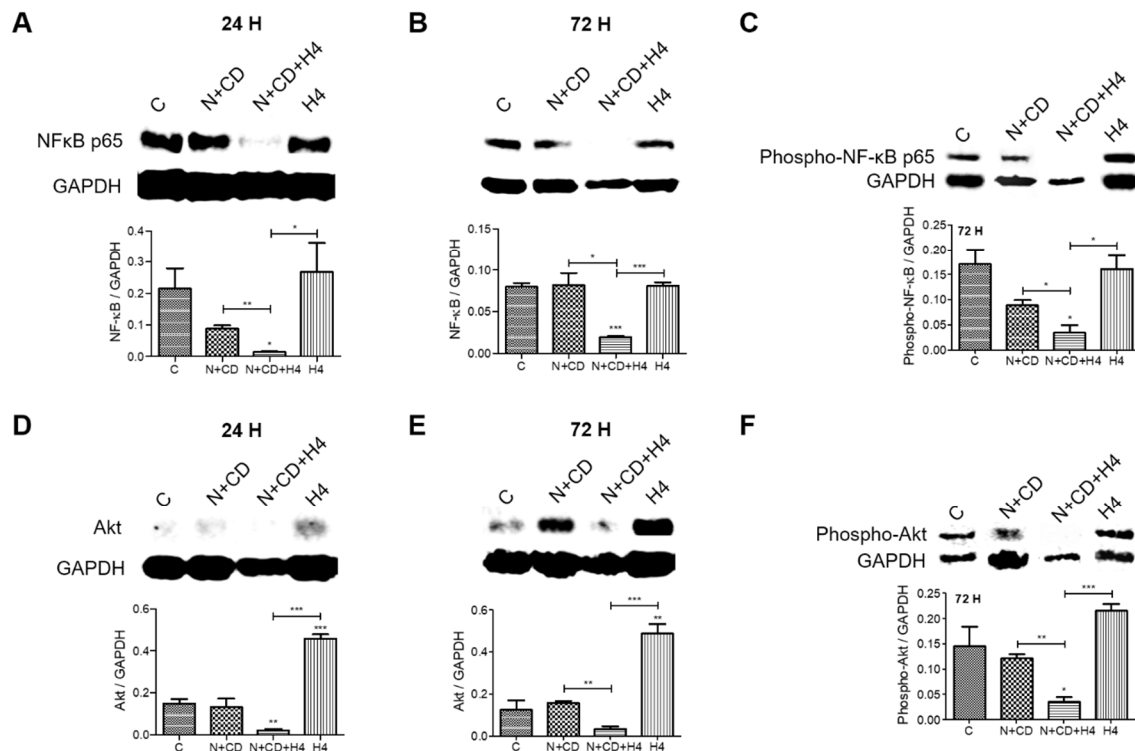 A
24 H
C
N+CD
N+CD+H4
H4
NFκB p65
GAPDH
NF-κB / GAPDH
0.4
0.3
0.2
0.1
0.0
*
**
*
C
N+CD
N+CD+H4
H4
B
72 H
C
N+CD
N+CD+H4
H4
NF-κB / GAPDH
0.15
0.10
0.05
0.00
*
***
***
C
N+CD
N+CD+H4
H4
C
C
N+CD
N+CD+H4
H4
Phospho-NF-κB p65
GAPDH
Phospho-NF-κB / GAPDH
0.25
0.20
0.15
0.10
0.05
0.00
72 H
*
*
*
C
N+CD
N+CD+H4
H4
D
24 H
C
N+CD
N+CD+H4
H4
Akt
GAPDH
Akt / GAPDH
0.6
0.4
0.2
0.0
***
***
**
C
N+CD
N+CD+H4
H4
E
72 H
C
N+CD
N+CD+H4
H4
Akt / GAPDH
0.6
0.4
0.2
0.0
***
**
**
C
N+CD
N+CD+H4
H4
F
C
N+CD
N+CD+H4
H4
Phospho-Akt
GAPDH
Phospho-Akt / GAPDH
0.25
0.20
0.15
0.10
0.05
0.00
72 H
***
**
*
C
N+CD
N+CD+H4
H4